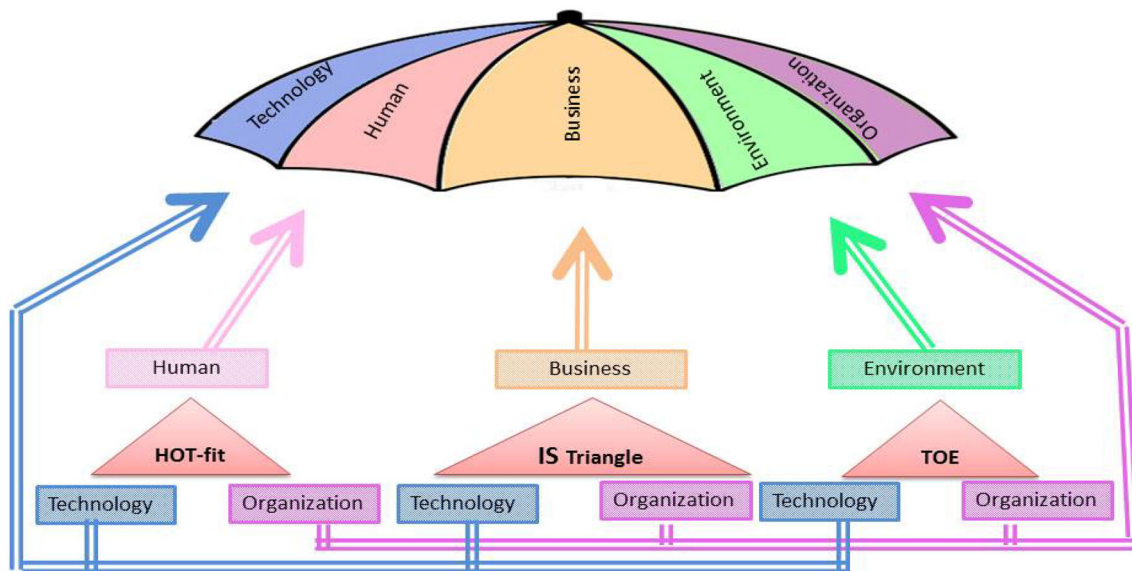 Technology
Human
Business
Environment
Organization
Human
Business
Environment
HOT-fit
IS Triangle
TOE
Technology
Organization
Technology
Organization
Technology
Organization